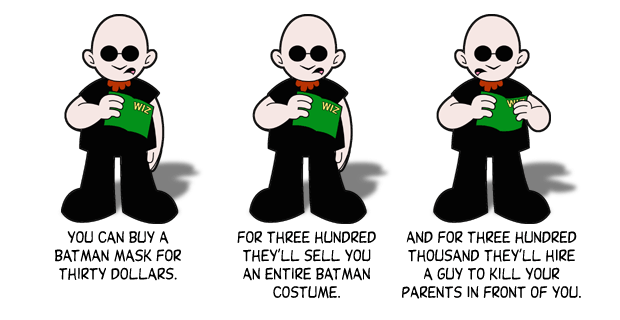 WIZ
WIZ
WIZ
YOU CAN BUY A
BATMAN MASK FOR
THIRTY DOLLARS.
FOR THREE HUNDRED
THEY'LL SELL YOU
AN ENTIRE BATMAN
COSTUME.
AND FOR THREE HUNDRED
THOUSAND THEY'LL HIRE
A GUY TO KILL YOUR
PARENTS IN FRONT OF YOU.